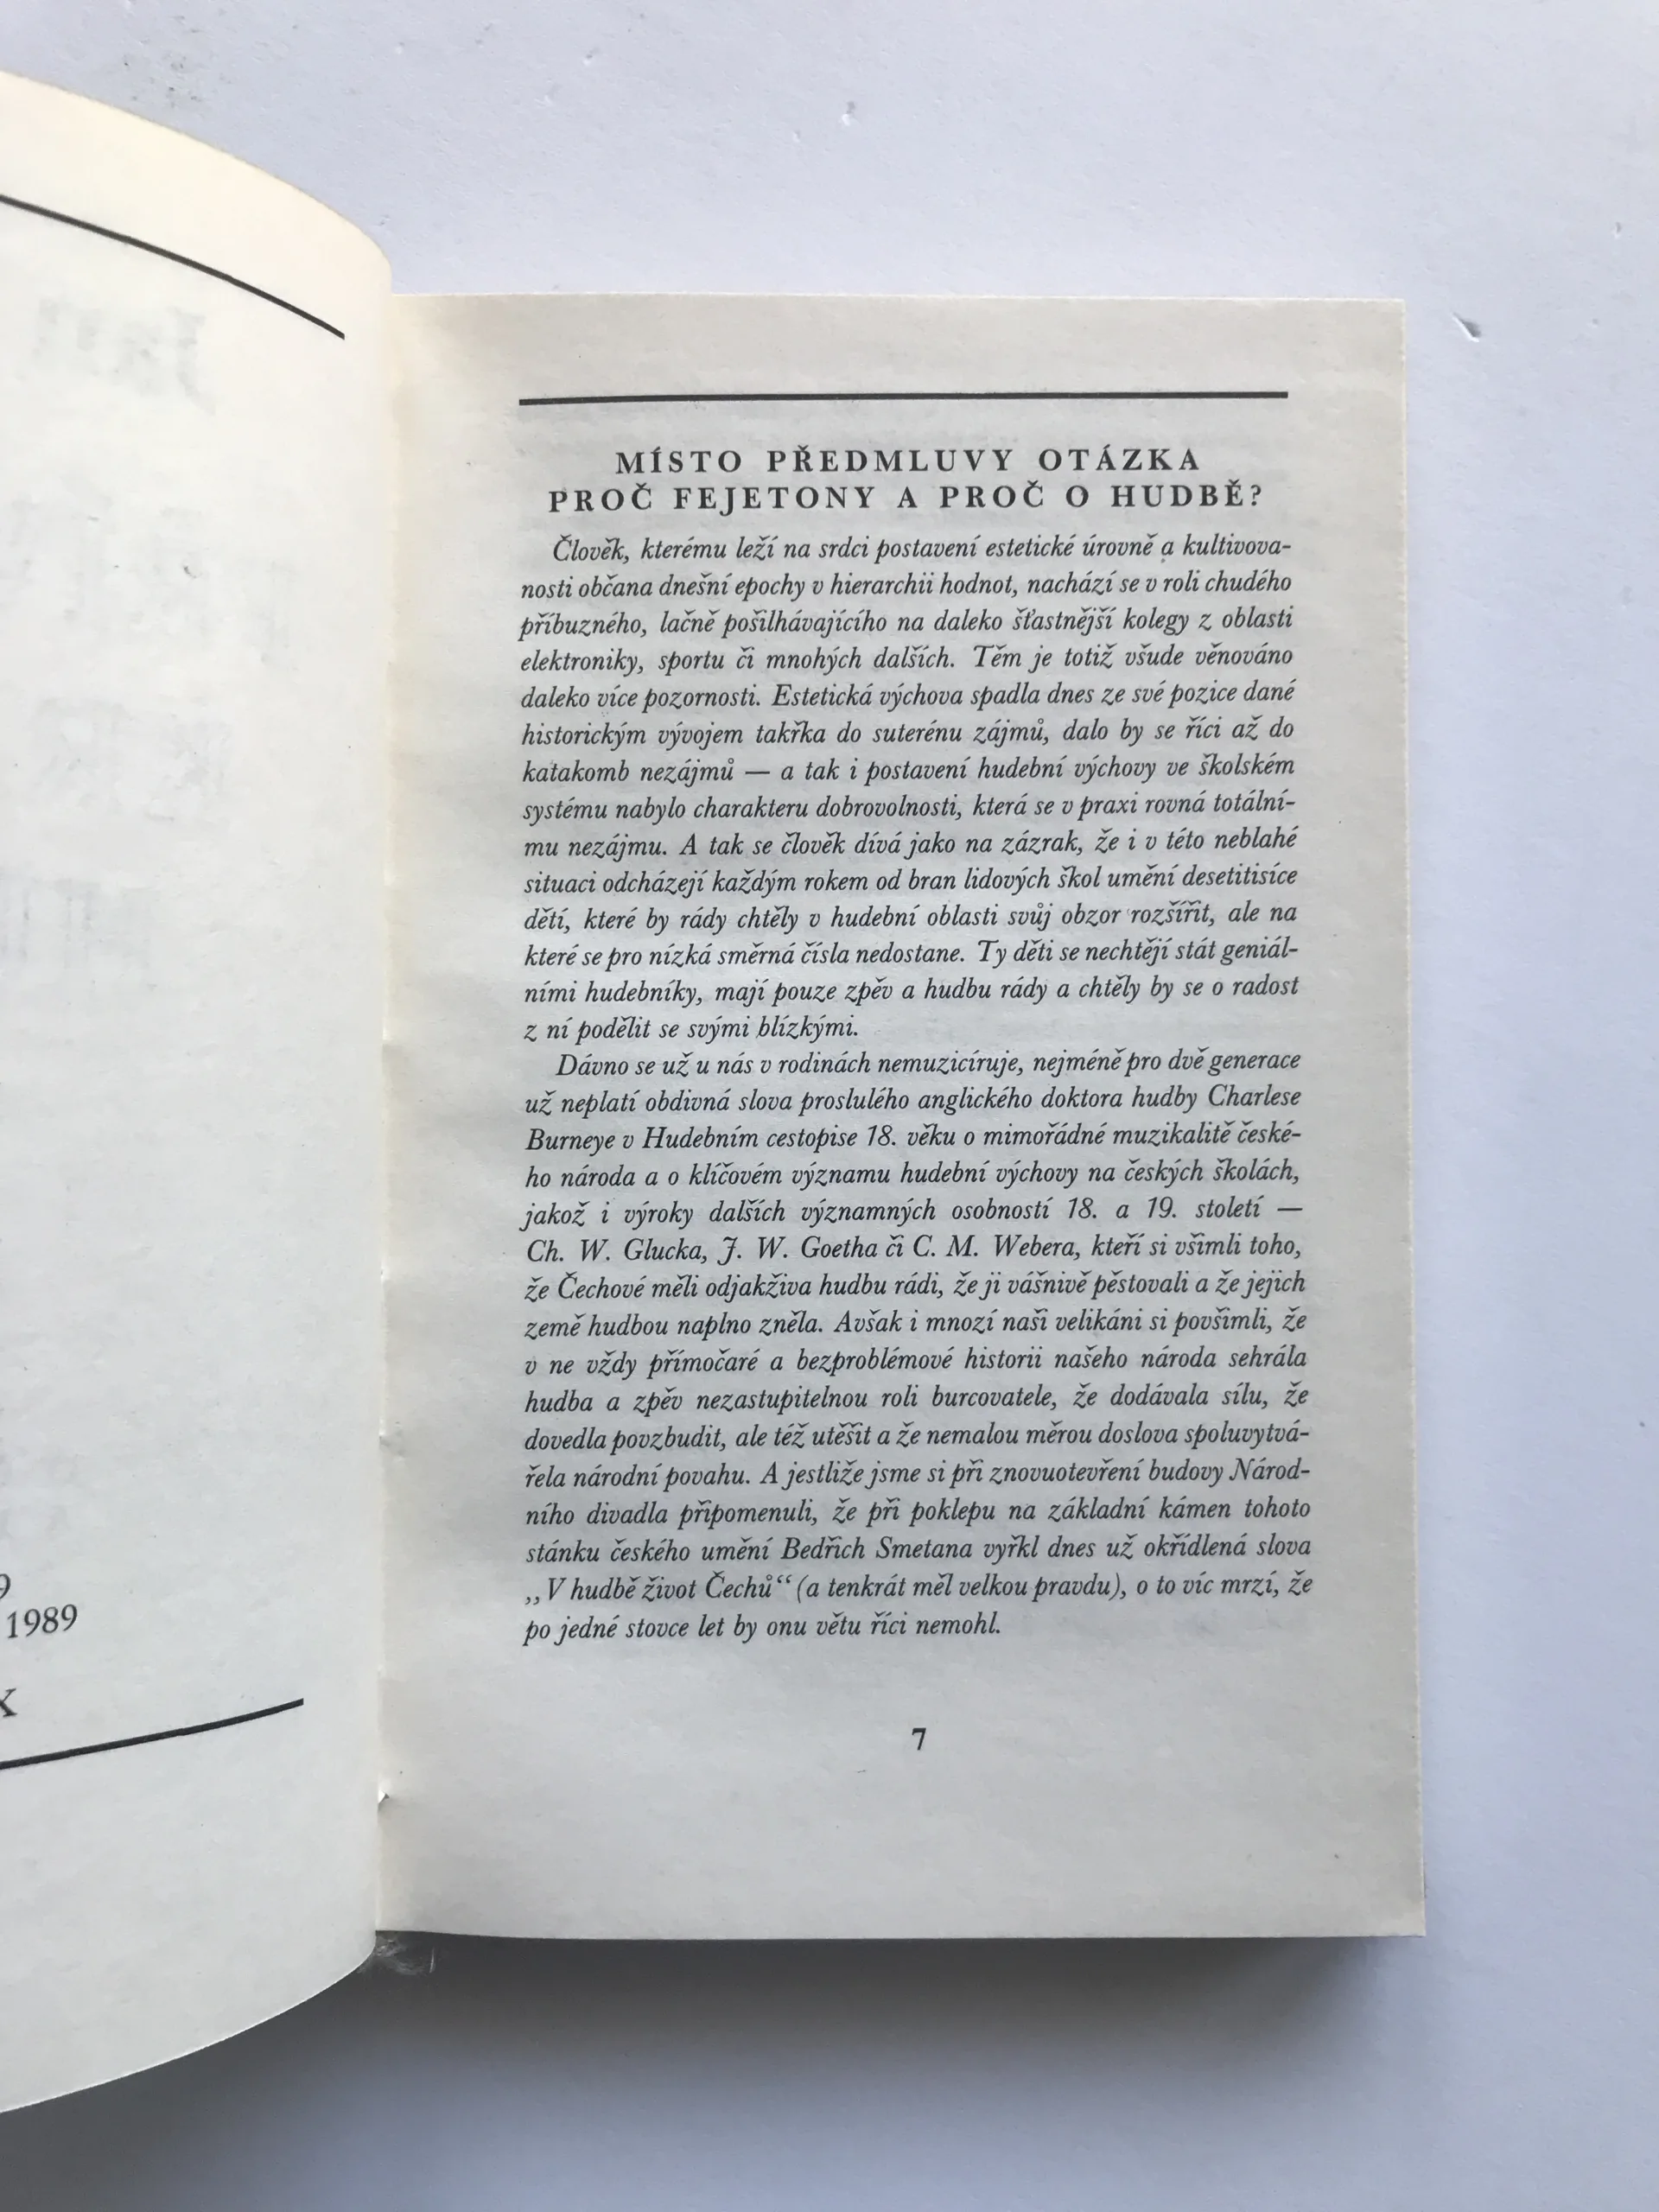 1989
MÍSTO PŘEDMLUVY OTÁZKA
PROČ FEJETONY A PROČ O HUDBĚ?
Člověk, kterému leží na srdci postavení estetické úrovně a kultivova-
nosti občana dnešní epochy v hierarchii hodnot, nachází se v roli chudého
příbuzného, lačně pošilhávajícího na daleko šťastnější kolegy z oblasti
elektroniky, sportu či mnohých dalších. Těm je totiž všude věnováno
daleko více pozornosti. Estetická výchova spadla dnes ze své pozice dané
historickým vývojem takřka do suterénu zájmů, dalo by se říci až do
katakomb nezájmů — a tak i postavení hudební výchovy ve školském
systému nabylo charakteru dobrovolnosti, která se v praxi rovná totální-
mu nezájmu. A tak se člověk dívá jako na zázrak, že i v této neblahé
situaci odcházejí každým rokem od bran lidových škol umění desetitisíce
dětí, které by rády chtěly v hudební oblasti svůj obzor rozšířit, ale na
které se pro nízká směrná čísla nedostane. Ty děti se nechtějí stát geniál-
ními hudebníky, mají pouze zpěv a hudbu rády a chtěly by se o radost
z ní podělit se svými blízkými.
Dávno se už u nás v rodinách nemuzicíruje, nejméně pro dvě generace
už neplatí obdivná slova proslulého anglického doktora hudby Charlese
Burneye v Hudebním cestopise 18. věku o mimořádné muzikalitě české-
ho národa a o klíčovém významu hudební výchovy na českých školách,
jakož i výroky dalších významných osobností 18. a 19. století —
Ch. W. Glucka, J. W. Goetha či C. M. Webera, kteří si všimli toho,
že Čechové měli odjakživa hudbu rádi, že ji vášnivě pěstovali a že jejich
země hudbou naplno zněla. Avšak i mnozí naši velikáni si povšimli, že
v ne vždy přímočaré a bezproblémové historii našeho národa sehrála
hudba a zpěv nezastupitelnou roli burcovatele, že dodávala sílu, že
dovedla povzbudit, ale též utěšit a že nemalou měrou doslova spoluvytvá-
řela národní povahu. A jestliže jsme si při znovuotevření budovy Národ-
ního divadla připomenuli, že při poklepu na základní kámen tohoto
stánku českého umění Bedřich Smetana vyřkl dnes už okřídlená slova
„V hudbě život Čechů“ (a tenkrát měl velkou pravdu), o to víc mrzí, že
po jedné stovce let by onu větu říci nemohl.
7